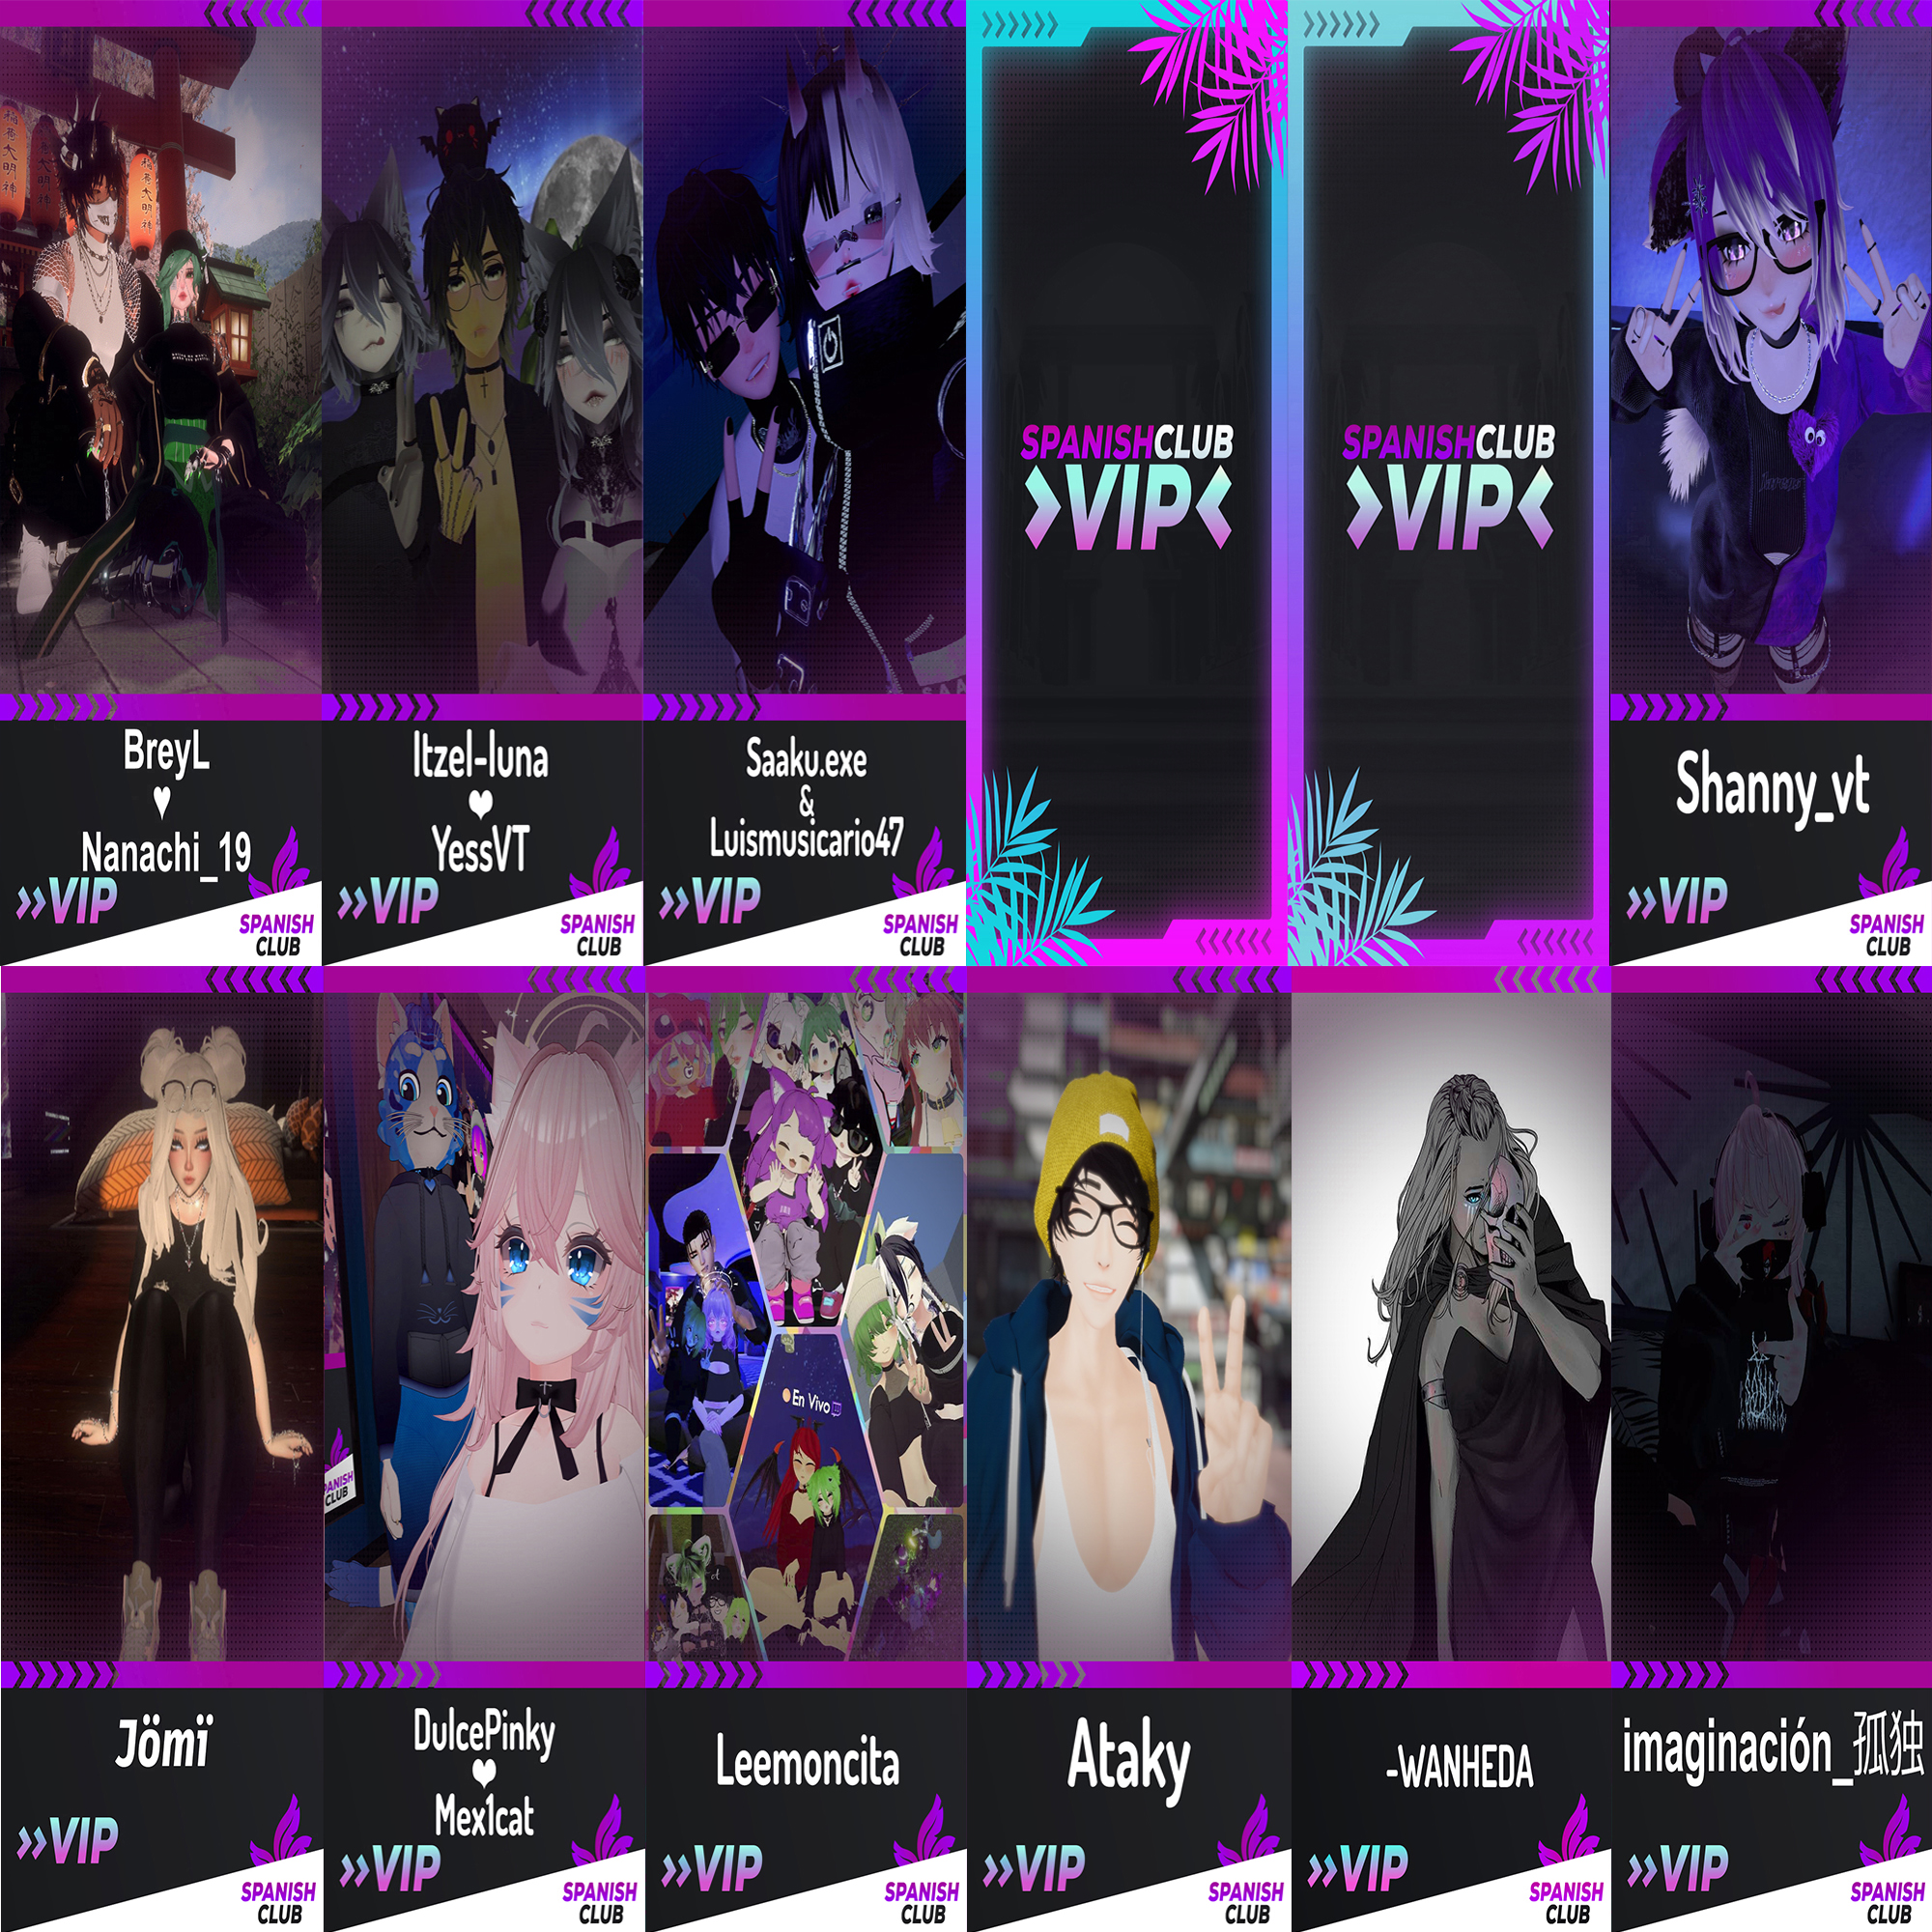 BreyL
♥
Nanachi_19
»VIP
SPANISH
CLUB
Itzel-luna
❤
YessVT
»VIP
SPANISH
CLUB
Saaku.exe
&
Luismusicario47
»VIP
SPANISH
CLUB
SPANISHCLUB
>VIP<
SPANISHCLUB
>VIP<
Shanny_vt
»VIP
SPANISH
CLUB
Jömï
»VIP
SPANISH
CLUB
DulcePinky
❤
Mex1cat
»VIP
SPANISH
CLUB
En Vivo
Leemoncita
»VIP
SPANISH
CLUB
Ataky
»VIP
SPANISH
CLUB
-WANHEDA
»VIP
SPANISH
CLUB
imaginación_孤独
»VIP
SPANISH
CLUB